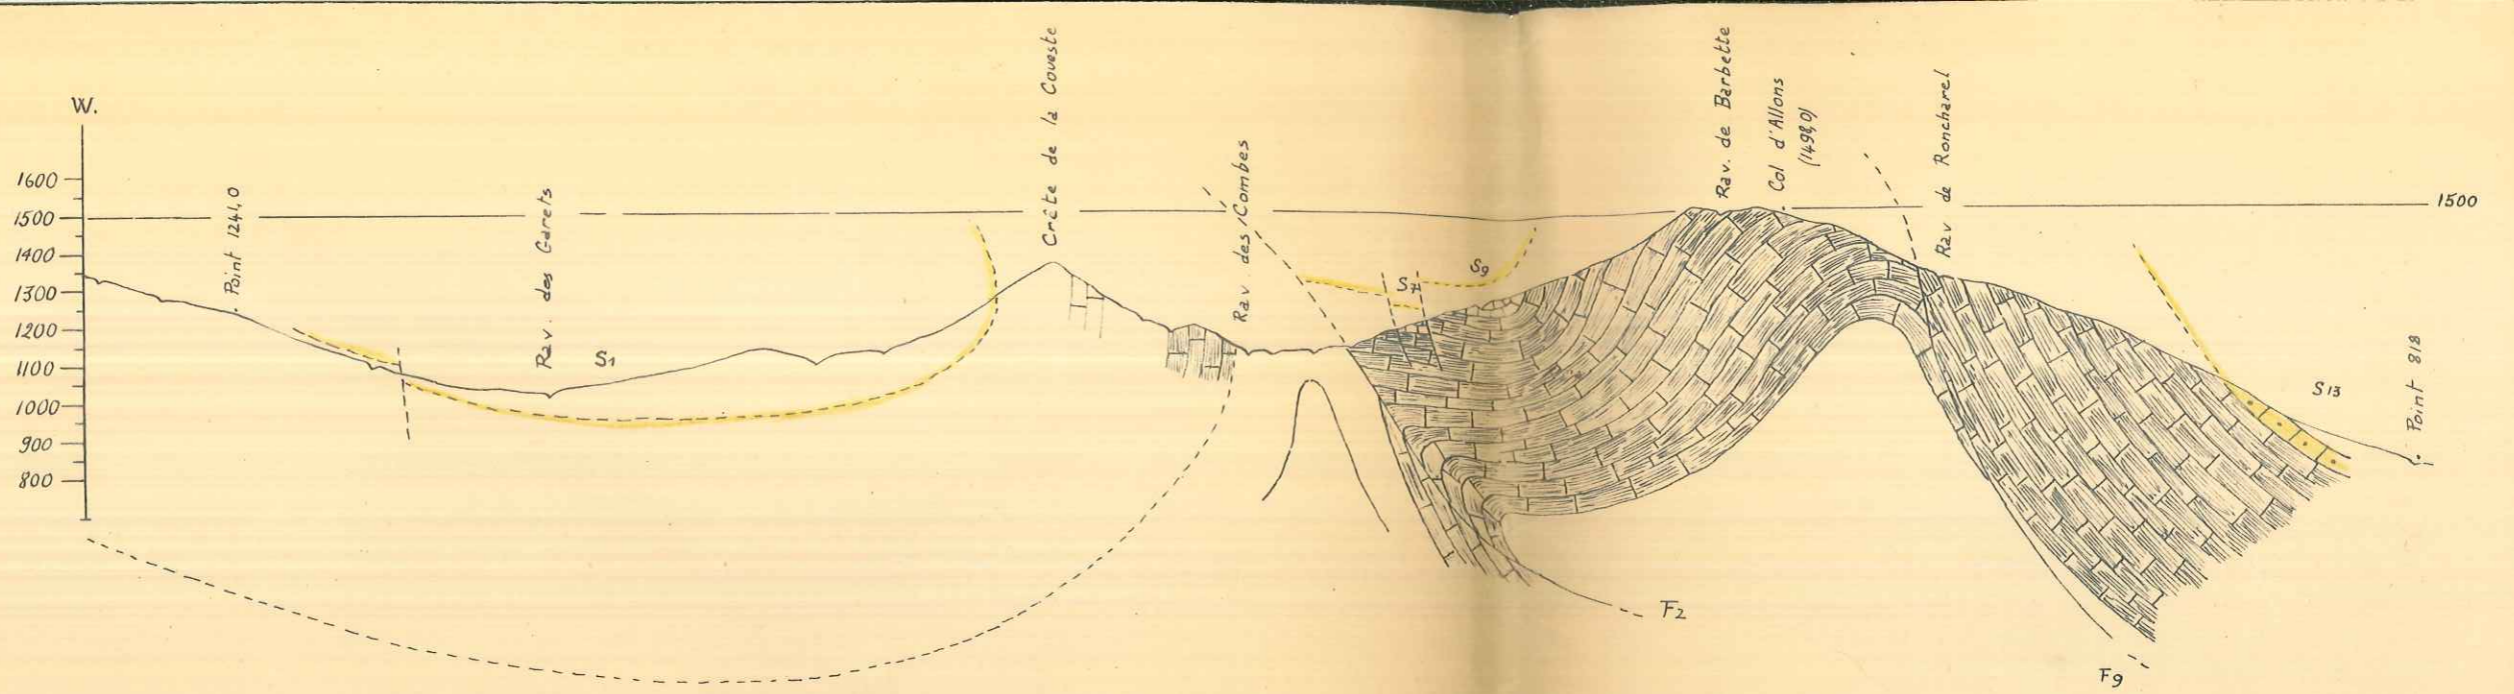 W.
1600
1500
1400
1300
1200
1100
1000
900
800
Point 1241,0
Rav. des Garets
S1
Crête de la Coueste
Rav. des Combes
S7
S9
Rav. de Barbette
Col d'Allons
(1498,0)
Rav de Roncharel
1500
S13
Point 818
F2
F9